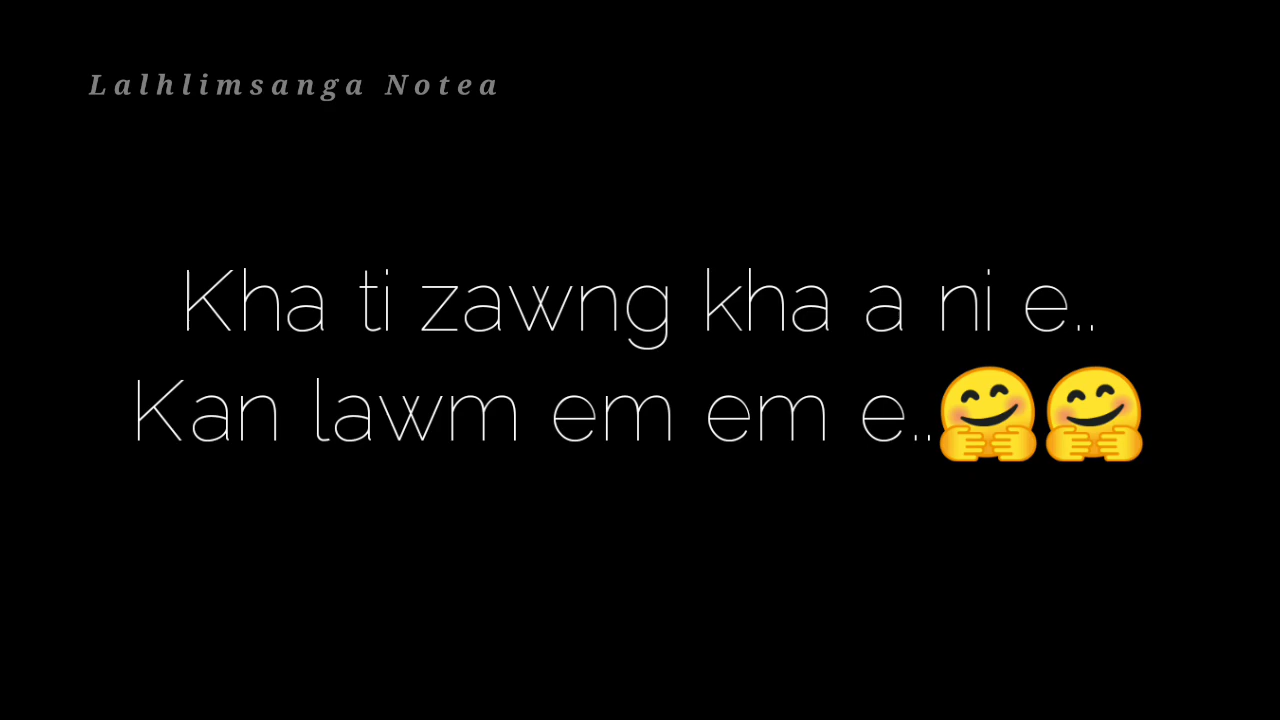 Lalhlimsanga Notea
Kha ti zawng kha a ni e..
Kan lawm em em e..🤗🤗